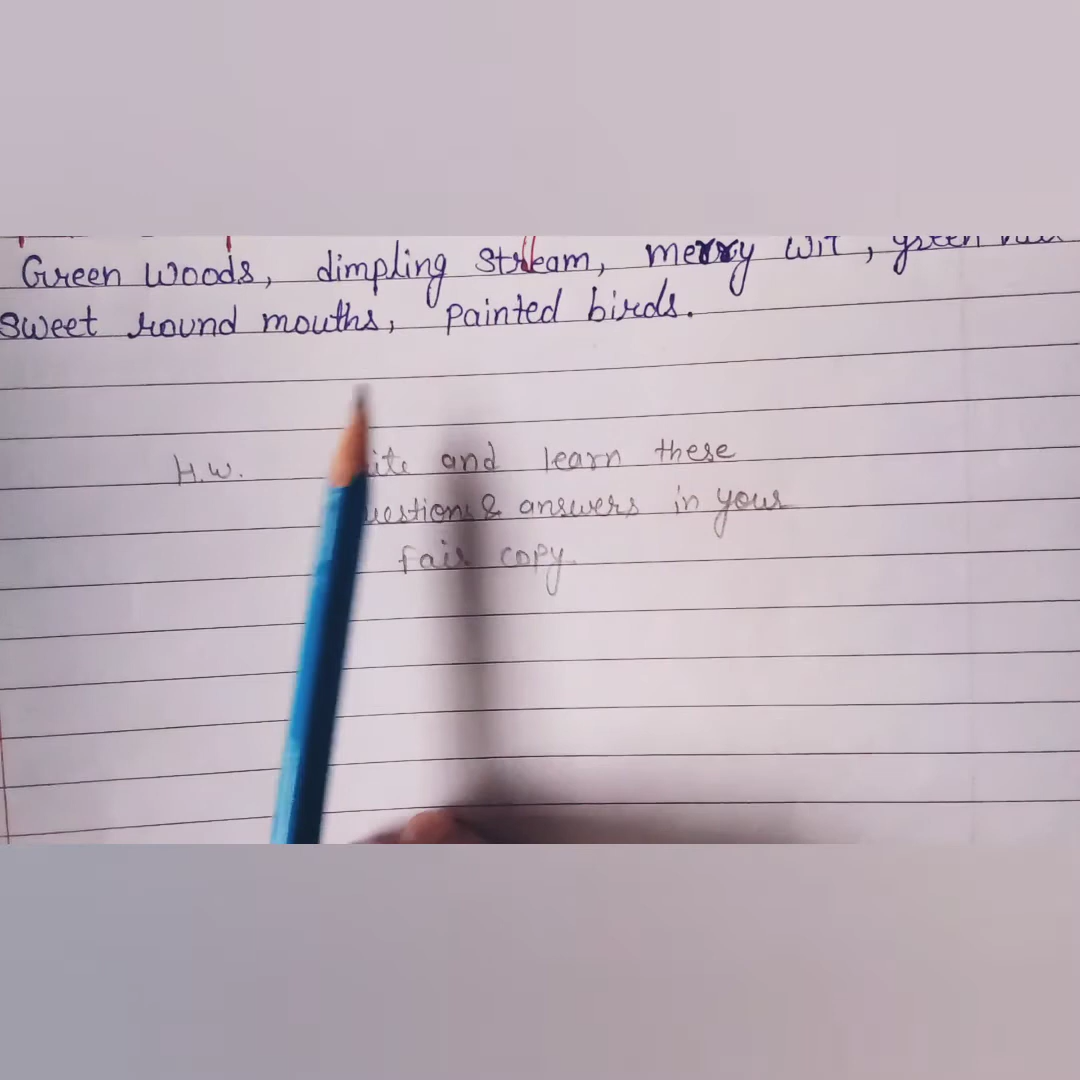 Green woods, dimpling stream, merry wit,
sweet round mouths, painted birds.
H.W. and learn these
& answers in your
fair copy.